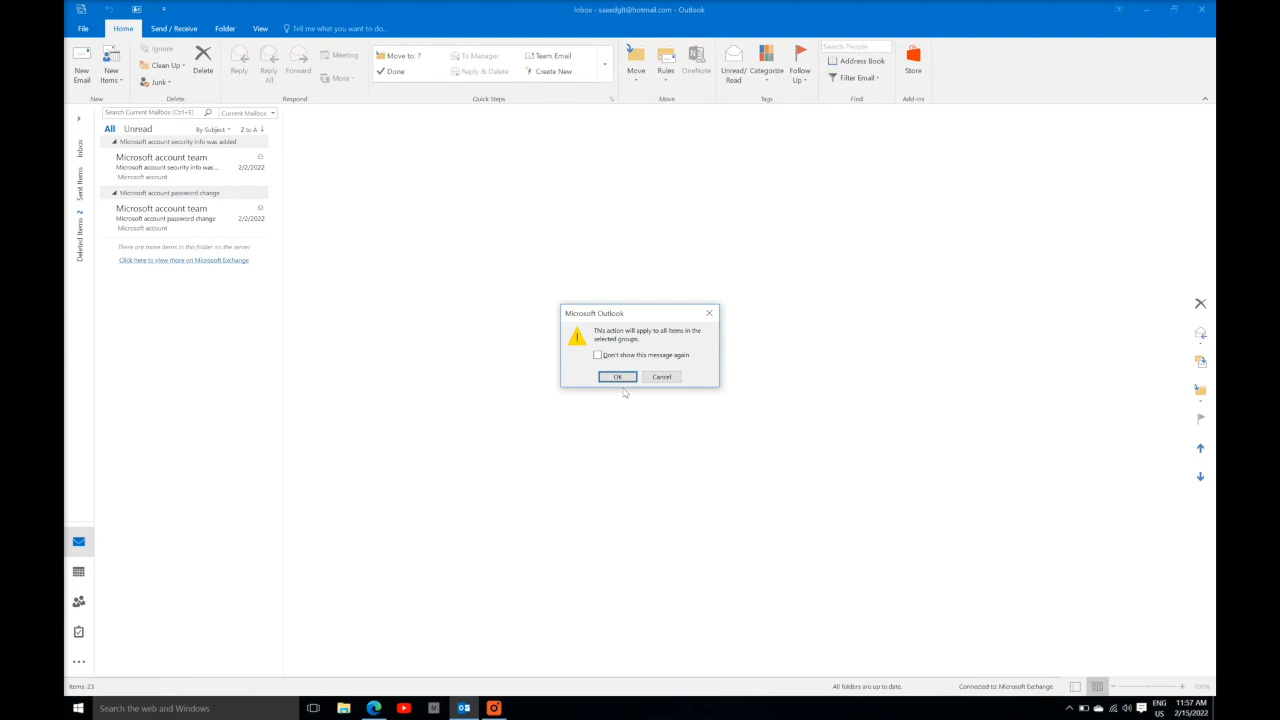 Inbox - saeedglt@hotmail.com - Outlook
File Home Send / Receive Folder View Tell me what you want to do...
New Email
New Items
Ignore
Clean Up
Junk
Delete
Reply
Reply All
Forward
Meeting
More
Move to: ?
Done
To Manager
Reply & Delete
Team Email
Create New
Move
Rules
OneNote
Unread/ Read
Categorize
Follow Up
Search People
Address Book
Filter Email
Store
New Delete Respond Quick Steps Move Tags Find Add-ins
Search Current Mailbox (Ctrl+E) Current Mailbox
All Unread By Subject Z to A
Microsoft account security info was added
Microsoft account team
Microsoft account security info was ... 2/2/2022
Microsoft account
Microsoft account password change
Microsoft account team
Microsoft account password change 2/2/2022
Microsoft account
There are more items in this folder on the server
Click here to view more on Microsoft Exchange
Inbox
Sent Items
Deleted Items 2
Microsoft Outlook
This action will apply to all items in the
selected groups.
Don't show this message again
OK Cancel
Items: 23 All folders are up to date. Connected to: Microsoft Exchange 100%
Search the web and Windows
ENG
US
11:57 AM
2/15/2022